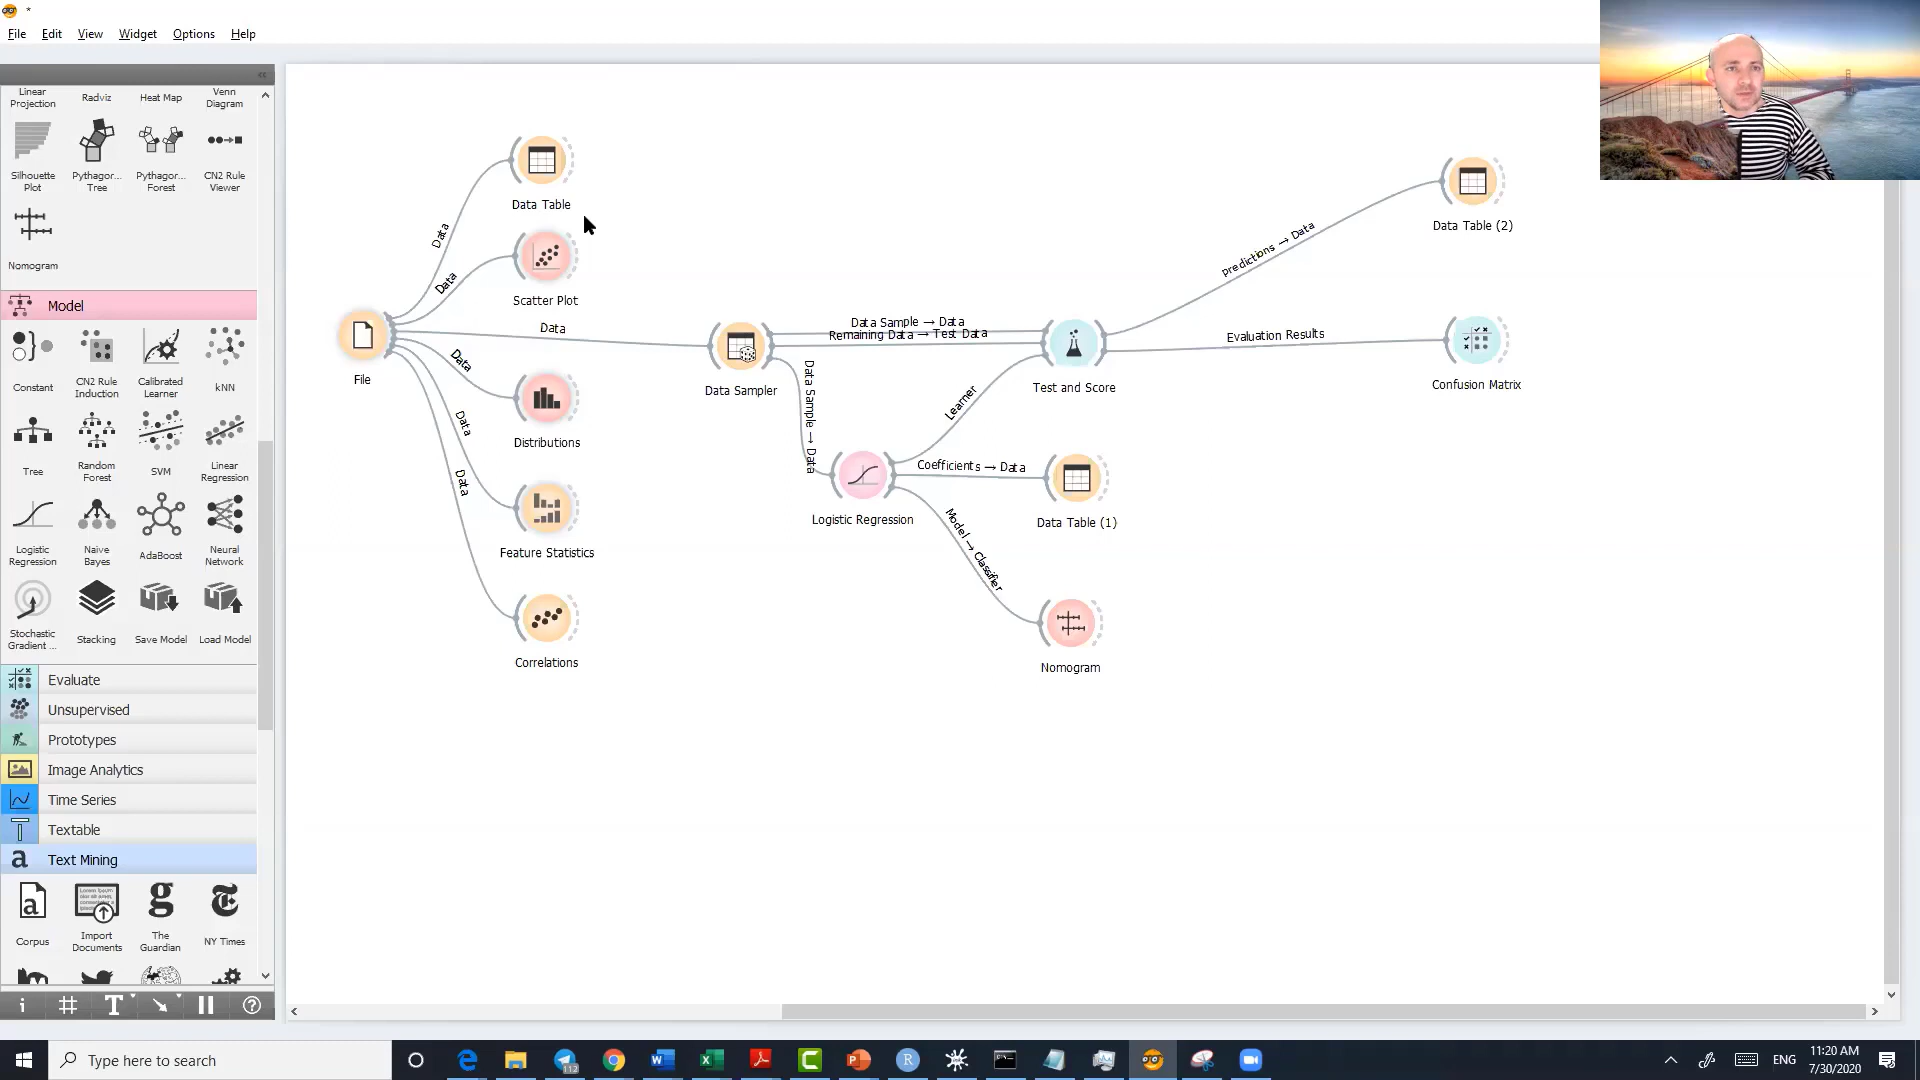 *
File Edit View Widget Options Help
Linear Projection
Radviz
Heat Map
Venn Diagram
Silhouette Plot
Pythagor... Tree
Pythagor... Forest
CN2 Rule Viewer
Nomogram
Model
Constant
CN2 Rule Induction
Calibrated Learner
kNN
Tree
Random Forest
SVM
Linear Regression
Logistic Regression
Naive Bayes
AdaBoost
Neural Network
Stochastic Gradient ...
Stacking
Save Model
Load Model
Evaluate
Unsupervised
Prototypes
Image Analytics
Time Series
Textable
Text Mining
Corpus
Import Documents
The Guardian
NY Times
File
Data
Data Table
Data
Scatter Plot
Data
Data
Distributions
Data
Feature Statistics
Data
Correlations
Data Sampler
Data Sample → Data
Remaining Data → Test Data
Data Sample → Data
Test and Score
Learner
Logistic Regression
Coefficients → Data
Data Table (1)
Model → Classifier
Nomogram
Predictions → Data
Data Table (2)
Evaluation Results
Confusion Matrix
Type here to search
112
ENG
11:20 AM
7/30/2020